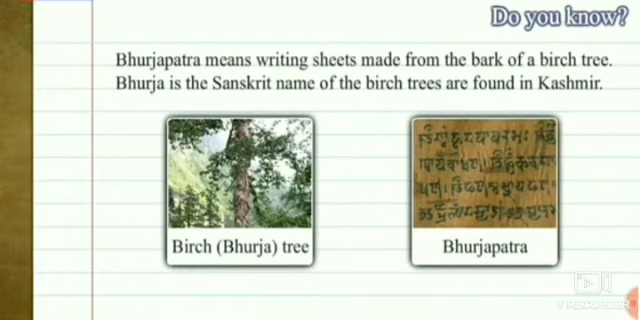 Do you know?
Bhurjapatra means writing sheets made from the bark of a birch tree.
Bhurja is the Sanskrit name of the birch trees are found in Kashmir.
Birch (Bhurja) tree
Bhurjapatra
RECORDER